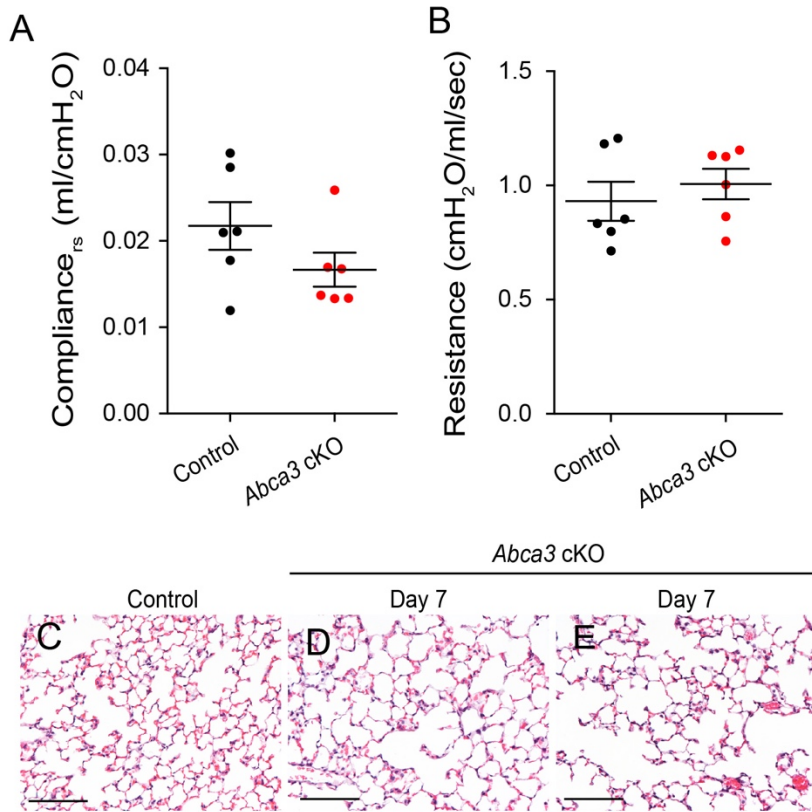 A
Compliancers (ml/cmH2O)
0.04
0.03
0.02
0.01
0.00
Control
Abca3 cKO
B
Resistance (cmH2O/ml/sec)
1.5
1.0
0.5
0.0
Control
Abca3 cKO
Abca3 cKO
Control
Day 7
Day 7
C
D
E